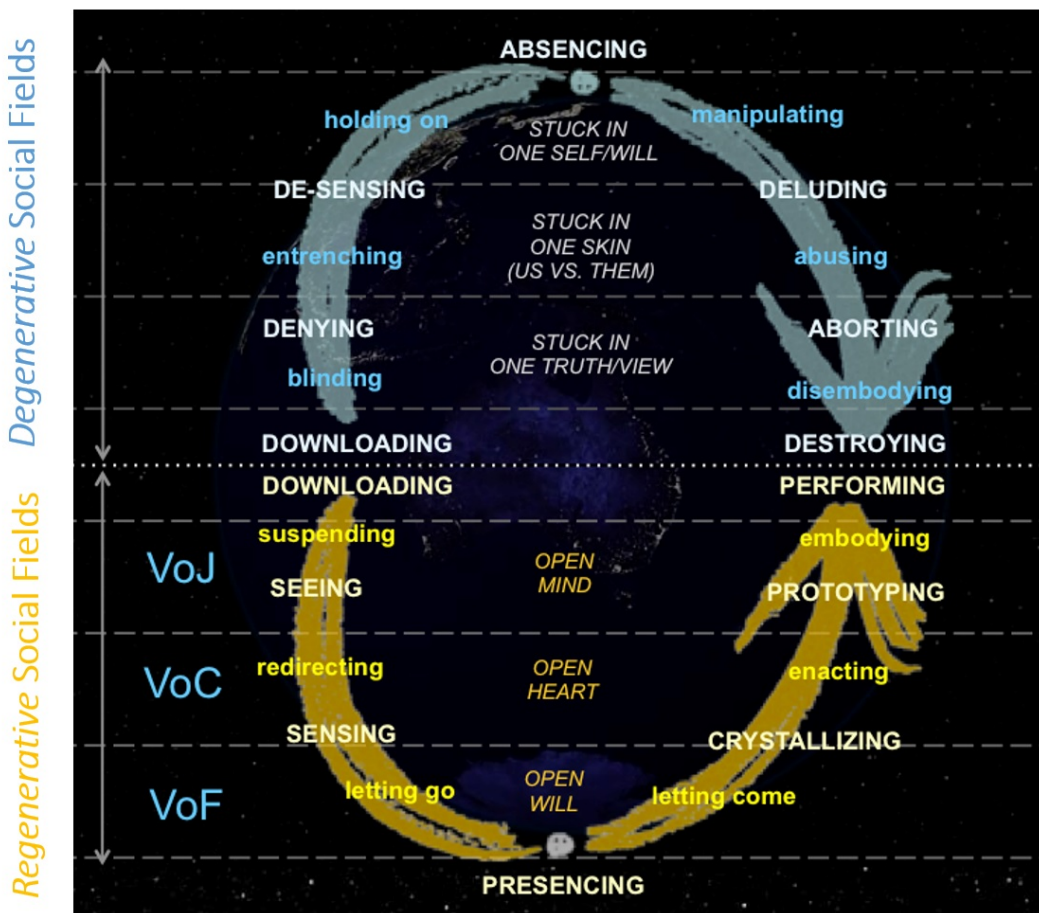 Degenerative Social Fields
ABSENCING
holding on
manipulating
STUCK IN
ONE SELF/WILL
DE-SENSING
DELUDING
STUCK IN
ONE SKIN
(US VS. THEM)
entrenching
abusing
DENYING
ABORTING
STUCK IN
ONE TRUTH/VIEW
blinding
disembodying
DOWNLOADING
DESTROYING
Regenerative Social Fields
DOWNLOADING
PERFORMING
suspending
embodying
VoJ
OPEN
MIND
SEEING
PROTOTYPING
redirecting
enacting
VoC
OPEN
HEART
SENSING
CRYSTALLIZING
letting go
letting come
VoF
OPEN
WILL
PRESENCING